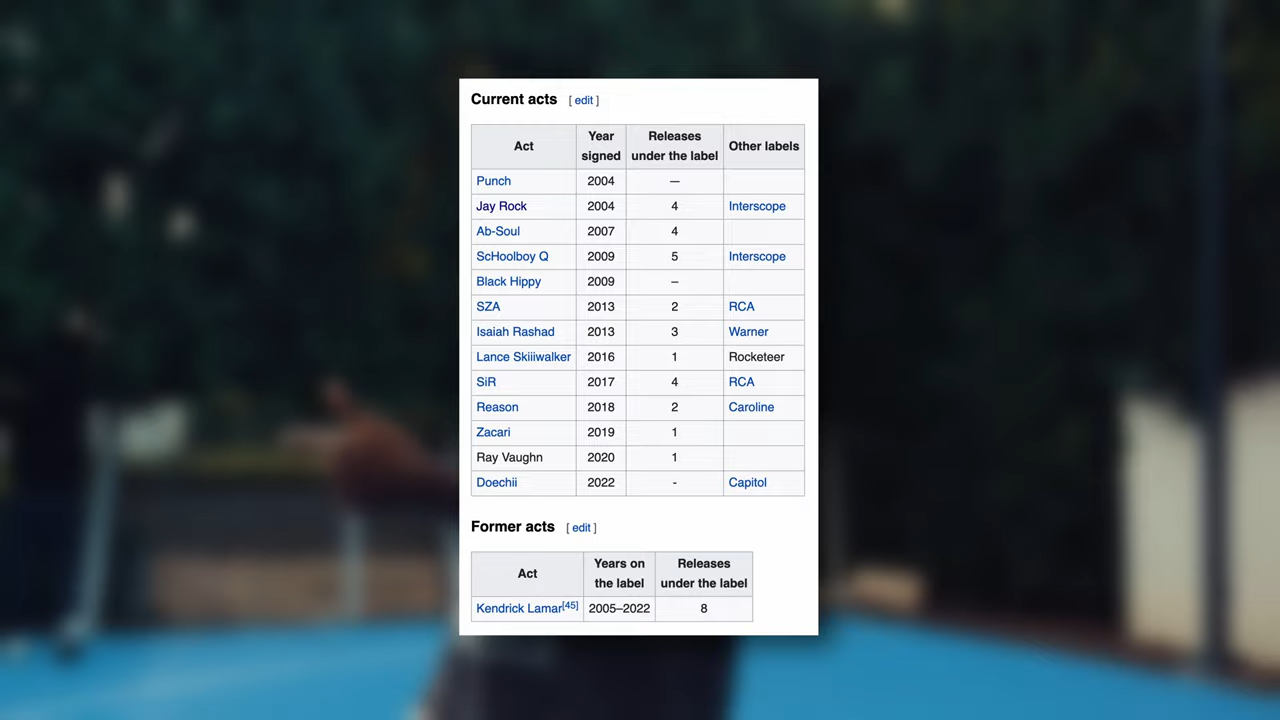 Current acts [ edit ]
Act Year signed Releases under the label Other labels
Punch 2004 —
Jay Rock 2004 4 Interscope
Ab-Soul 2007 4
ScHoolboy Q 2009 5 Interscope
Black Hippy 2009 –
SZA 2013 2 RCA
Isaiah Rashad 2013 3 Warner
Lance Skiiiwalker 2016 1 Rocketeer
SiR 2017 4 RCA
Reason 2018 2 Caroline
Zacari 2019 1
Ray Vaughn 2020 1
Doechii 2022 - Capitol
Former acts [ edit ]
Act Years on the label Releases under the label
Kendrick Lamar[45] 2005–2022 8